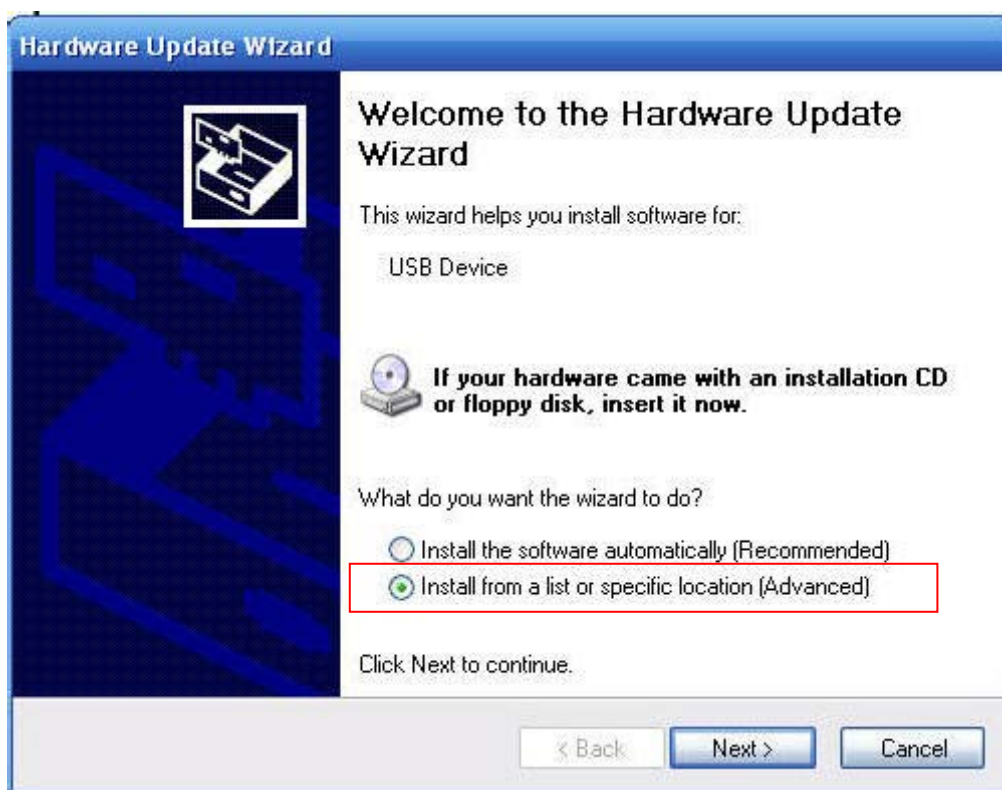 Hardware Update Wizard
Welcome to the Hardware Update
Wizard
This wizard helps you install software for:
USB Device
If your hardware came with an installation CD
or floppy disk, insert it now.
What do you want the wizard to do?
Install the software automatically (Recommended)
Install from a list or specific location (Advanced)
Click Next to continue.
< Back
Next >
Cancel